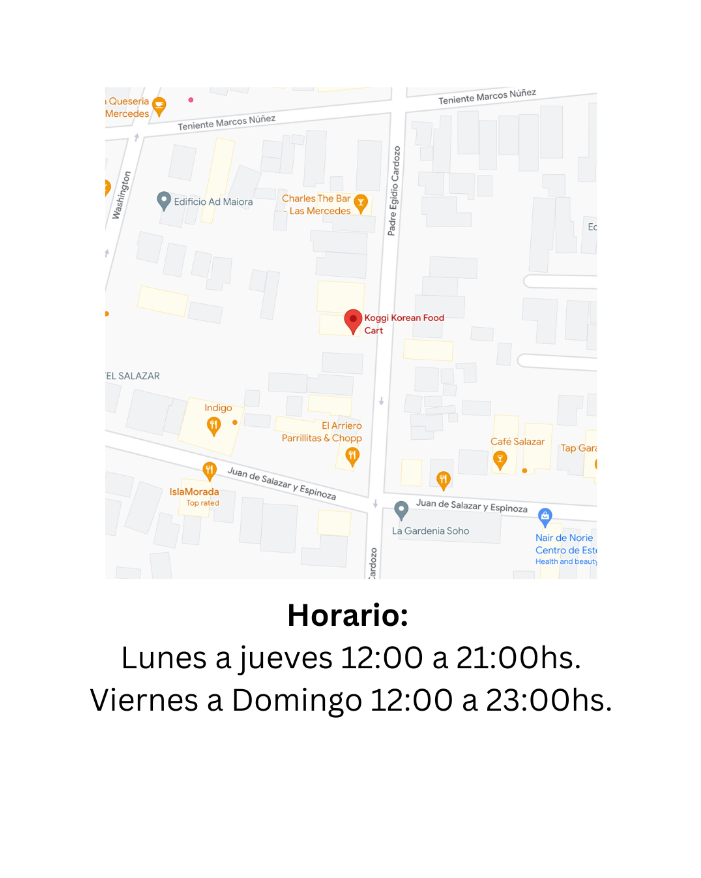 a Queseria
Mercedes
Teniente Marcos Núñez
Teniente Marcos Núñez
Washington
Padre Egidio Cardozo
Edificio Ad Maiora
Charles The Bar
- Las Mercedes
Ec
Koggi Korean Food
Cart
EL SALAZAR
Indigo
El Arriero
Parrillitas & Chopp
Café Salazar
Tap Gara
IslaMorada
Top rated
Juan de Salazar y Espinoza
Juan de Salazar y Espinoza
La Gardenia Soho
Nair de Norie
Centro de Este
Health and beauty
Cardozo
Horario:
Lunes a jueves 12:00 a 21:00hs.
Viernes a Domingo 12:00 a 23:00hs.